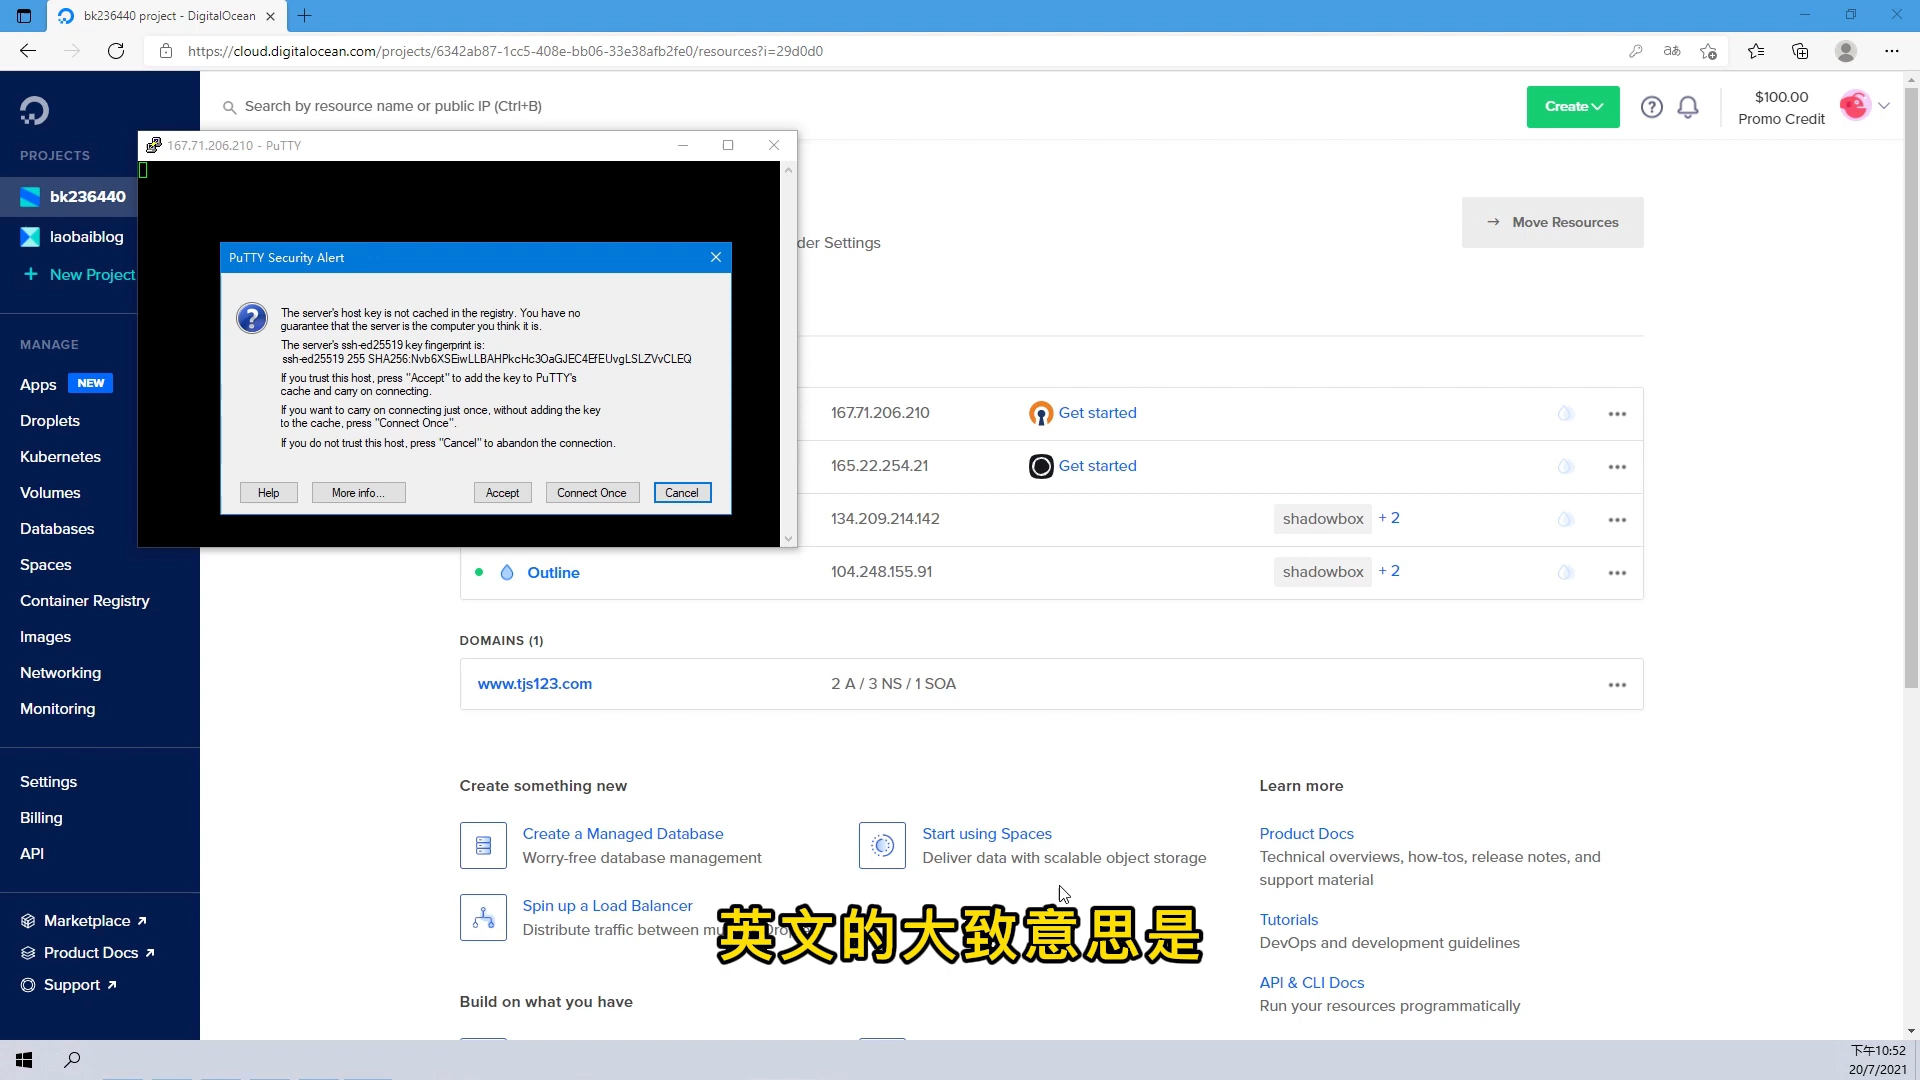 bk236440 project - DigitalOcean
https://cloud.digitalocean.com/projects/6342ab87-1cc5-408e-bb06-33e38afb2fe0/resources?i=29d0d0
aあ
Search by resource name or public IP (Ctrl+B)
Create
$100.00
Promo Credit
PROJECTS
bk236440
laobaiblog
+ New Project
MANAGE
Apps NEW
Droplets
Kubernetes
Volumes
Databases
Spaces
Container Registry
Images
Networking
Monitoring
Settings
Billing
API
Marketplace
Product Docs
Support
167.71.206.210 - PuTTY
PuTTY Security Alert
The server's host key is not cached in the registry. You have no
guarantee that the server is the computer you think it is.
The server's ssh-ed25519 key fingerprint is:
ssh-ed25519 255 SHA256:Nvb6XSEiwLLBAHPkcHc3OaGJEC4EfEUvgLSLZVvCLEQ
If you trust this host, press "Accept" to add the key to PuTTY's
cache and carry on connecting.
If you want to carry on connecting just once, without adding the key
to the cache, press "Connect Once".
If you do not trust this host, press "Cancel" to abandon the connection.
Help
More info...
Accept
Connect Once
Cancel
der Settings
→ Move Resources
167.71.206.210 Get started
165.22.254.21 Get started
134.209.214.142 shadowbox + 2
Outline 104.248.155.91 shadowbox + 2
DOMAINS (1)
www.tjs123.com 2 A / 3 NS / 1 SOA
Create something new
Create a Managed Database
Worry-free database management
Start using Spaces
Deliver data with scalable object storage
Spin up a Load Balancer
Distribute traffic between mu
Learn more
Product Docs
Technical overviews, how-tos, release notes, and
support material
Tutorials
DevOps and development guidelines
API & CLI Docs
Run your resources programmatically
英文的大致意思是
Build on what you have
下午10:52
20/7/2021